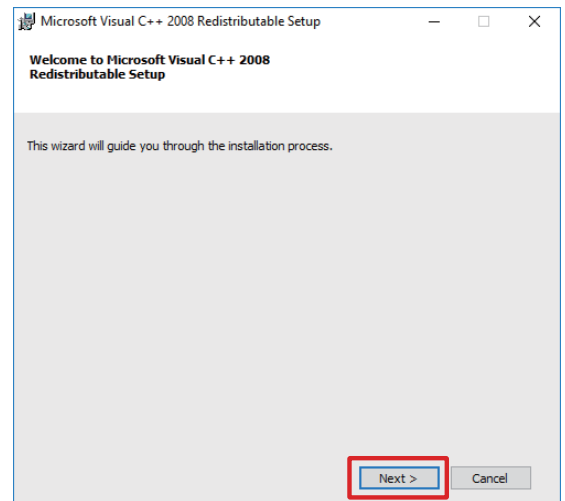 Microsoft Visual C++ 2008 Redistributable Setup
Welcome to Microsoft Visual C++ 2008
Redistributable Setup
This wizard will guide you through the installation process.
Next >
Cancel